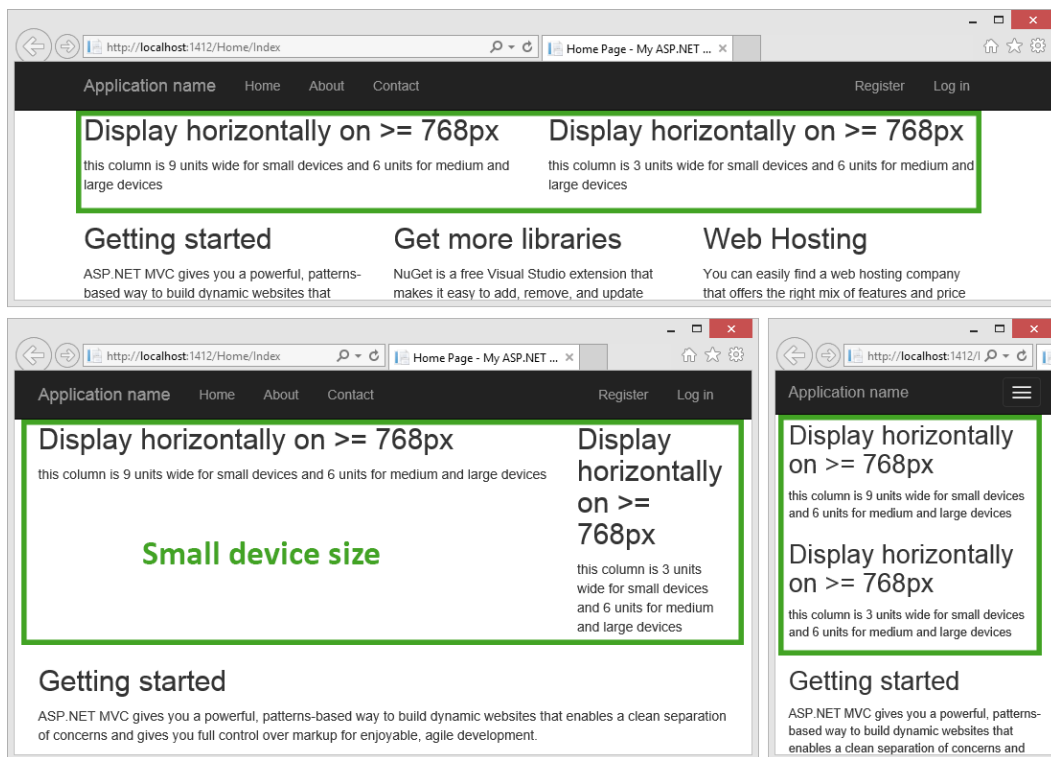 http://localhost:1412/Home/Index
Home Page - My ASP.NET ...
Application name Home About Contact Register Log in
Display horizontally on >= 768px
this column is 9 units wide for small devices and 6 units for medium and
large devices
Display horizontally on >= 768px
this column is 3 units wide for small devices and 6 units for medium and
large devices
Getting started
ASP.NET MVC gives you a powerful, patterns-
based way to build dynamic websites that
Get more libraries
NuGet is a free Visual Studio extension that
makes it easy to add, remove, and update
Web Hosting
You can easily find a web hosting company
that offers the right mix of features and price
http://localhost:1412/Home/Index
Home Page - My ASP.NET ...
Application name Home About Contact Register Log in
Display horizontally on >= 768px
this column is 9 units wide for small devices and 6 units for medium and large devices
Small device size
Display
horizontally
on >=
768px
this column is 3 units
wide for small devices
and 6 units for medium
and large devices
Getting started
ASP.NET MVC gives you a powerful, patterns-based way to build dynamic websites that enables a clean separation
of concerns and gives you full control over markup for enjoyable, agile development.
http://localhost:1412/
Application name
Display horizontally
on >= 768px
this column is 9 units wide for small devices
and 6 units for medium and large devices
Display horizontally
on >= 768px
this column is 3 units wide for small devices
and 6 units for medium and large devices
Getting started
ASP.NET MVC gives you a powerful, patterns-
based way to build dynamic websites that
enables a clean separation of concerns and